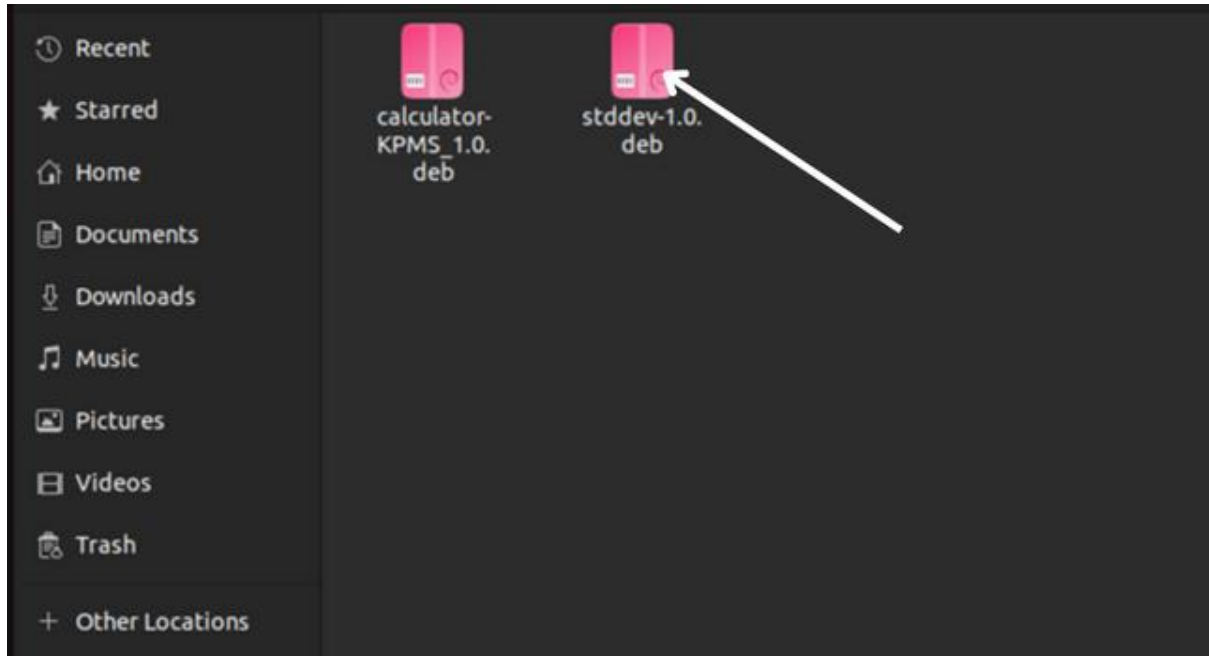 Recent
Starred
Home
Documents
Downloads
Music
Pictures
Videos
Trash
Other Locations
calculator-
KPMS_1.0.
deb
stddev-1.0.
deb